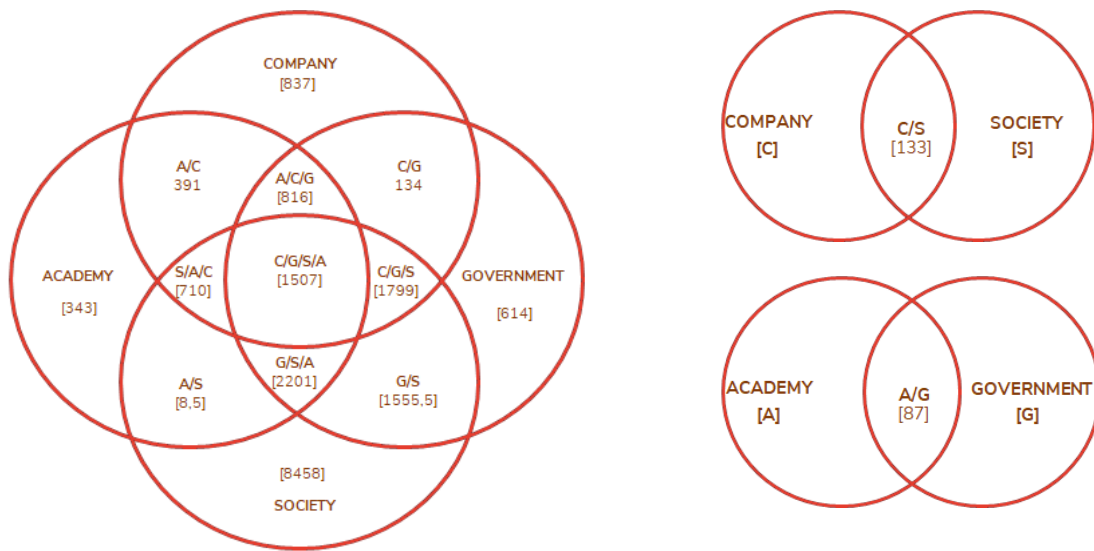 COMPANY
[837]
A/C
391
A/C/G
[816]
C/G
134
ACADEMY
[343]
S/A/C
[710]
C/G/S/A
[1507]
C/G/S
[1799]
GOVERNMENT
[614]
A/S
[8,5]
G/S/A
[2201]
G/S
[1555,5]
[8458]
SOCIETY
COMPANY
[C]
C/S
[133]
SOCIETY
[S]
ACADEMY
[A]
A/G
[87]
GOVERNMENT
[G]